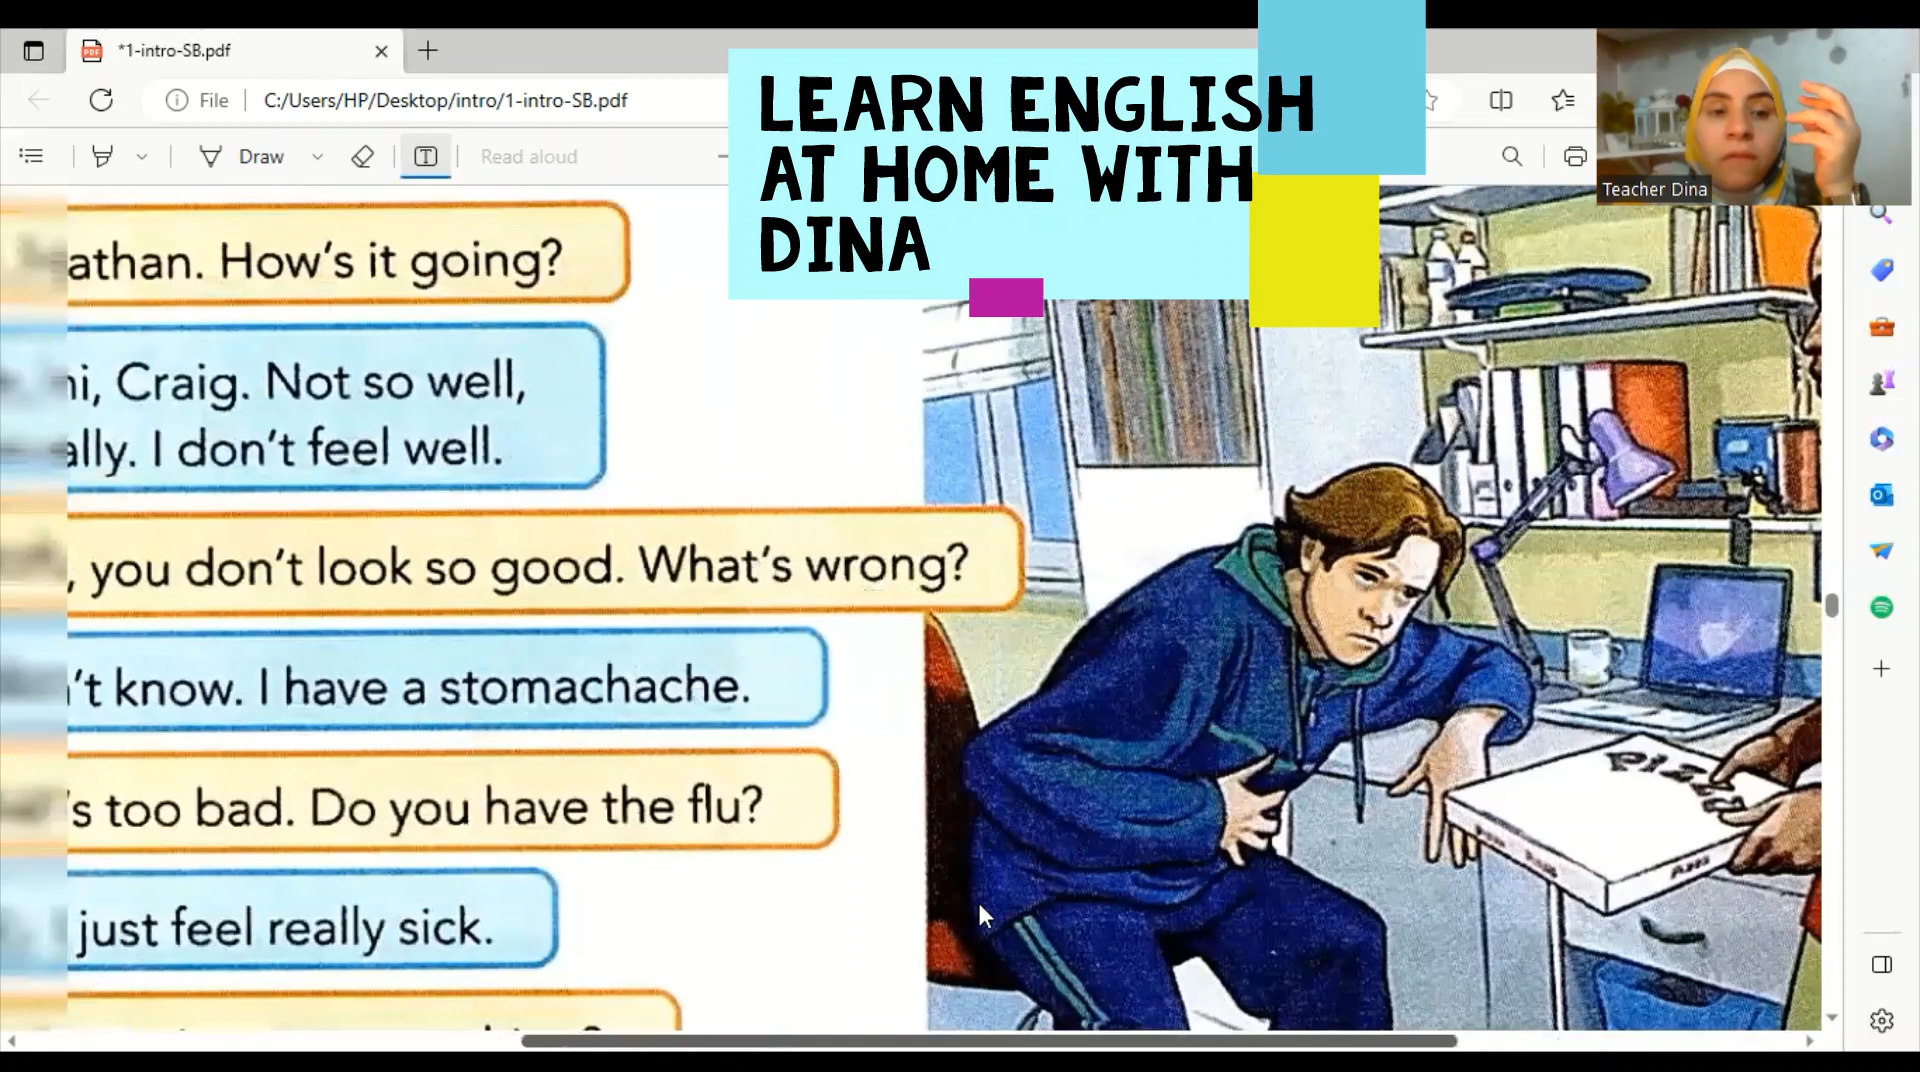 *1-intro-SB.pdf
File
C:/Users/HP/Desktop/intro/1-intro-SB.pdf
Draw
Read aloud
LEARN ENGLISH
AT HOME WITH
DINA
Teacher Dina
athan. How's it going?
hi, Craig. Not so well,
ally. I don't feel well.
, you don't look so good. What's wrong?
't know. I have a stomachache.
's too bad. Do you have the flu?
just feel really sick.
Pizza